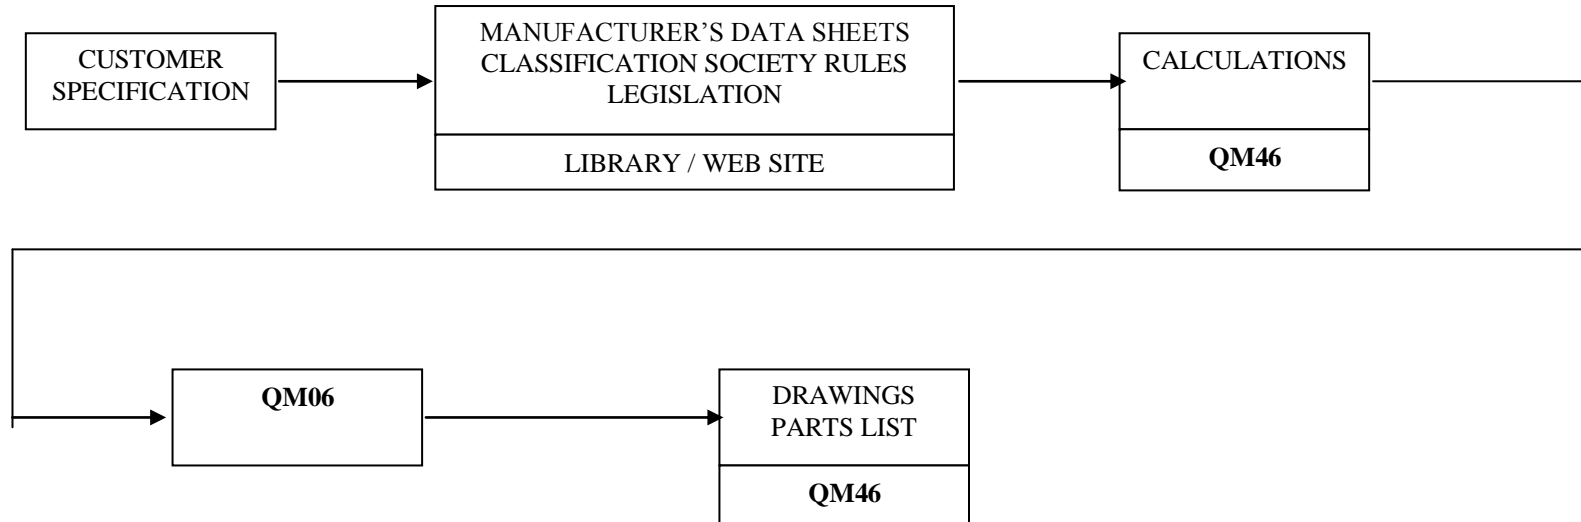 CUSTOMER
SPECIFICATION
MANUFACTURER’S DATA SHEETS
CLASSIFICATION SOCIETY RULES
LEGISLATION
LIBRARY / WEB SITE
CALCULATIONS
QM46
QM06
DRAWINGS
PARTS LIST
QM46